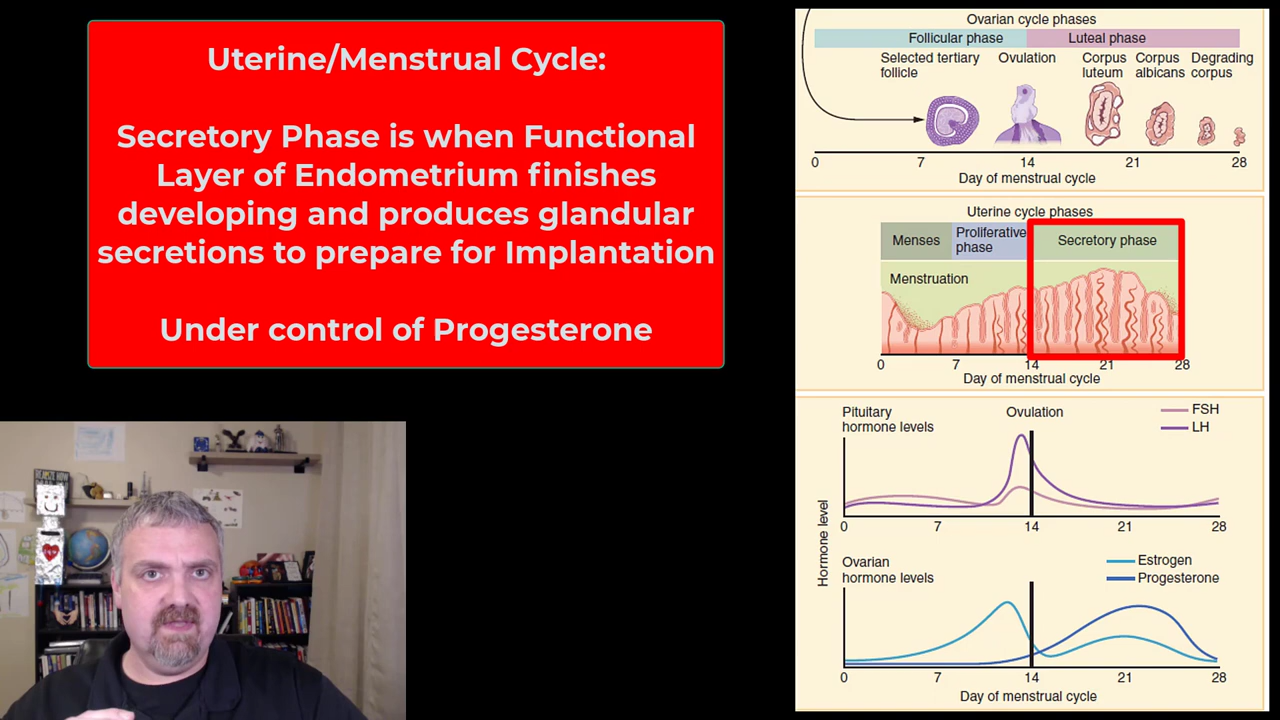 Uterine/Menstrual Cycle:
Secretory Phase is when Functional
Layer of Endometrium finishes
developing and produces glandular
secretions to prepare for Implantation
Under control of Progesterone
Ovarian cycle phases
Follicular phase
Luteal phase
Selected tertiary
follicle
Ovulation
Corpus
luteum
Corpus
albicans
Degrading
corpus
0 7 14 21 28
Day of menstrual cycle
Uterine cycle phases
Menses
Proliferative
phase
Secretory phase
Menstruation
0 7 14 21 28
Day of menstrual cycle
Pituitary
hormone levels
Ovulation
FSH
LH
0 7 14 21 28
Hormone level
Ovarian
hormone levels
Estrogen
Progesterone
0 7 14 21 28
Day of menstrual cycle